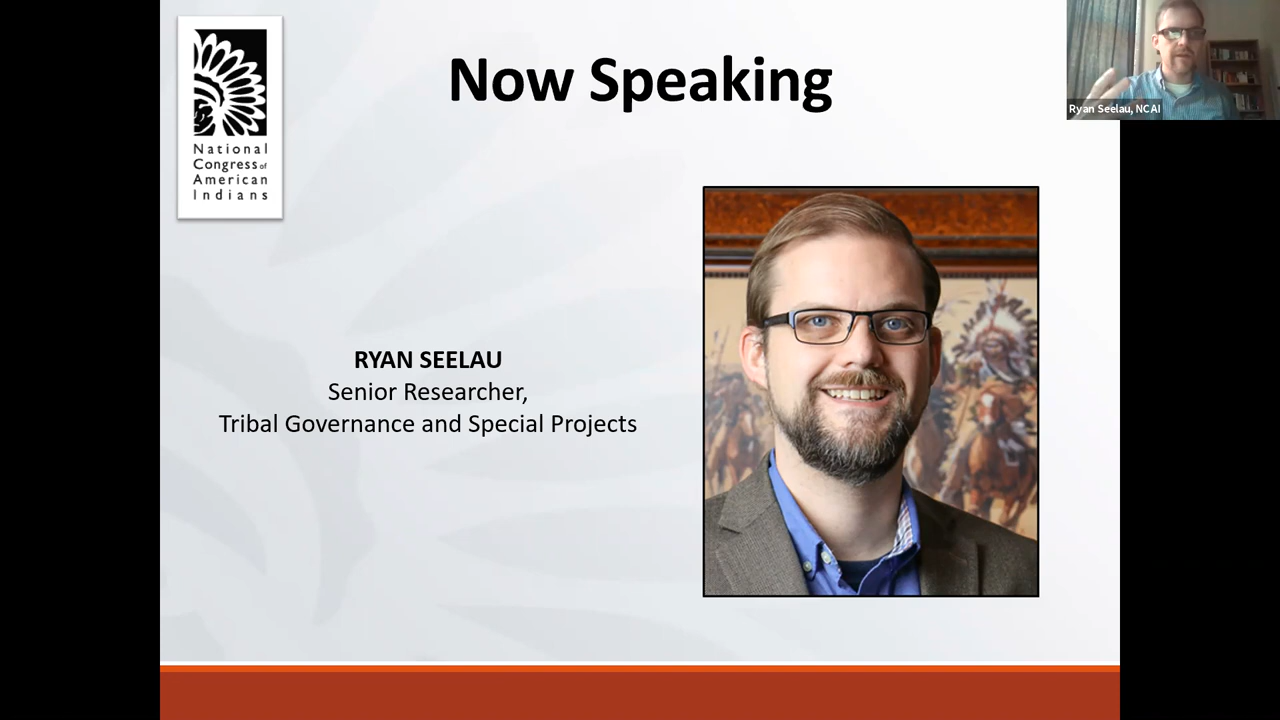 National
Congress of
American
Indians
Now Speaking
Ryan Seelau, NCAI
RYAN SEELAU
Senior Researcher,
Tribal Governance and Special Projects